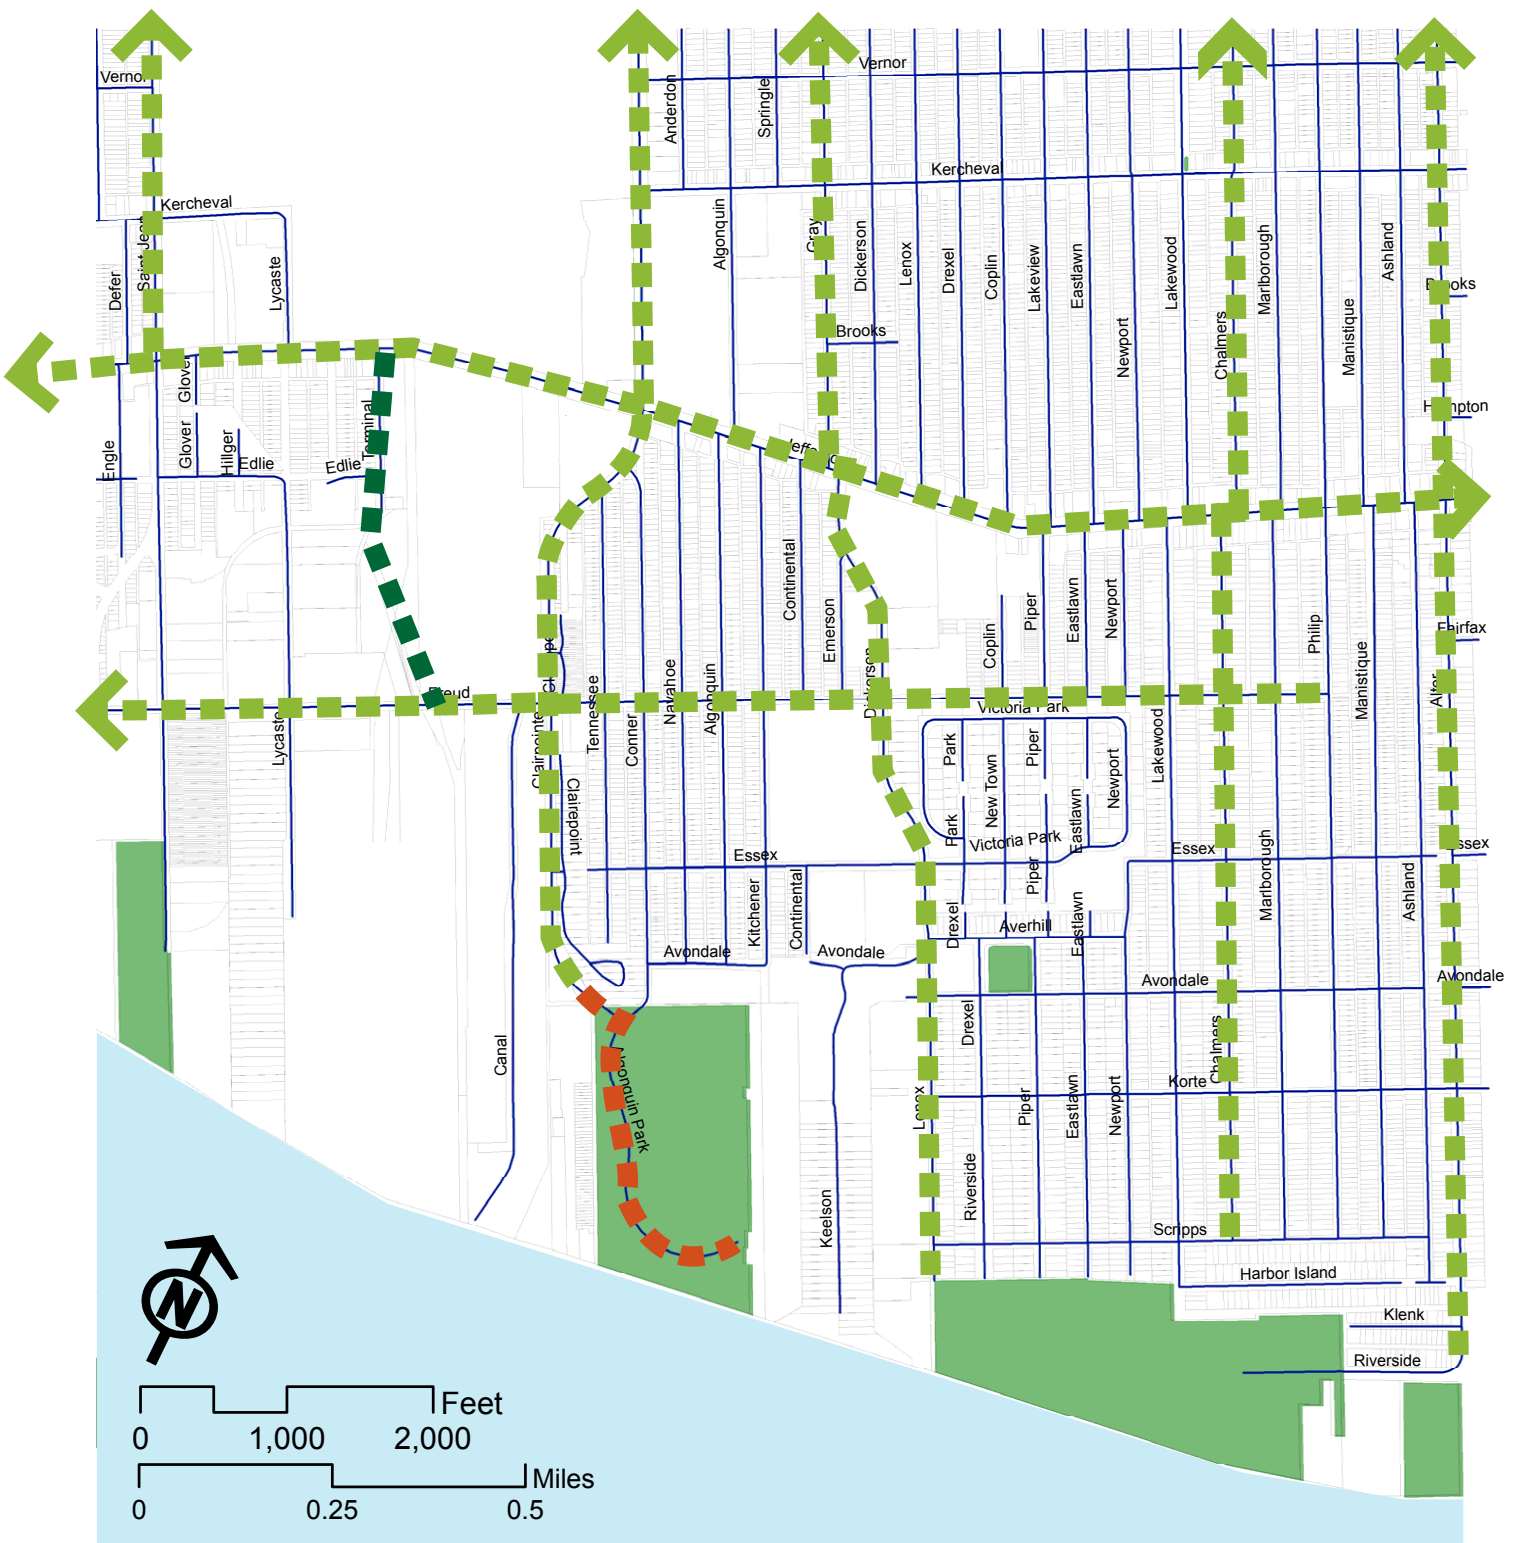 Vernor
Vernor
Anderdon
Springle
Kercheval
Kercheval
Saint Jean
Defer
Lycaste
Algonquin
Gray
Dickerson
Lenox
Drexel
Coplin
Lakeview
Eastlawn
Newport
Lakewood
Chalmers
Marlborough
Manistique
Ashland
Brooks
Brooks
Hampton
Glover
Glover
Hillger
Engle
Edlie
Edlie
Terminal
Continental
Emerson
Coplin
Piper
Eastlawn
Newport
Philip
Manistique
Fairfax
Alter
Freud
Lycaste
Tennessee
Conner
Navahoe
Algonquin
Dickerson
Victoria Park
Park
New Town
Piper
Newport
Lakewood
Clairepoint
Park
Eastlawn
Victoria Park
Essex
Essex
Essex
Piper
Marlborough
Ashland
Kitchener
Continental
Drexel
Averhill
Eastlawn
Avondale
Avondale
Avondale
Avondale
Canal
Drexel
Chalmers
Algonquin Park
Lenox
Piper
Eastlawn
Newport
Korte
Riverside
Keelson
Scripps
Harbor Island
Klenk
Riverside
N
Feet
0 1,000 2,000
Miles
0 0.25 0.5